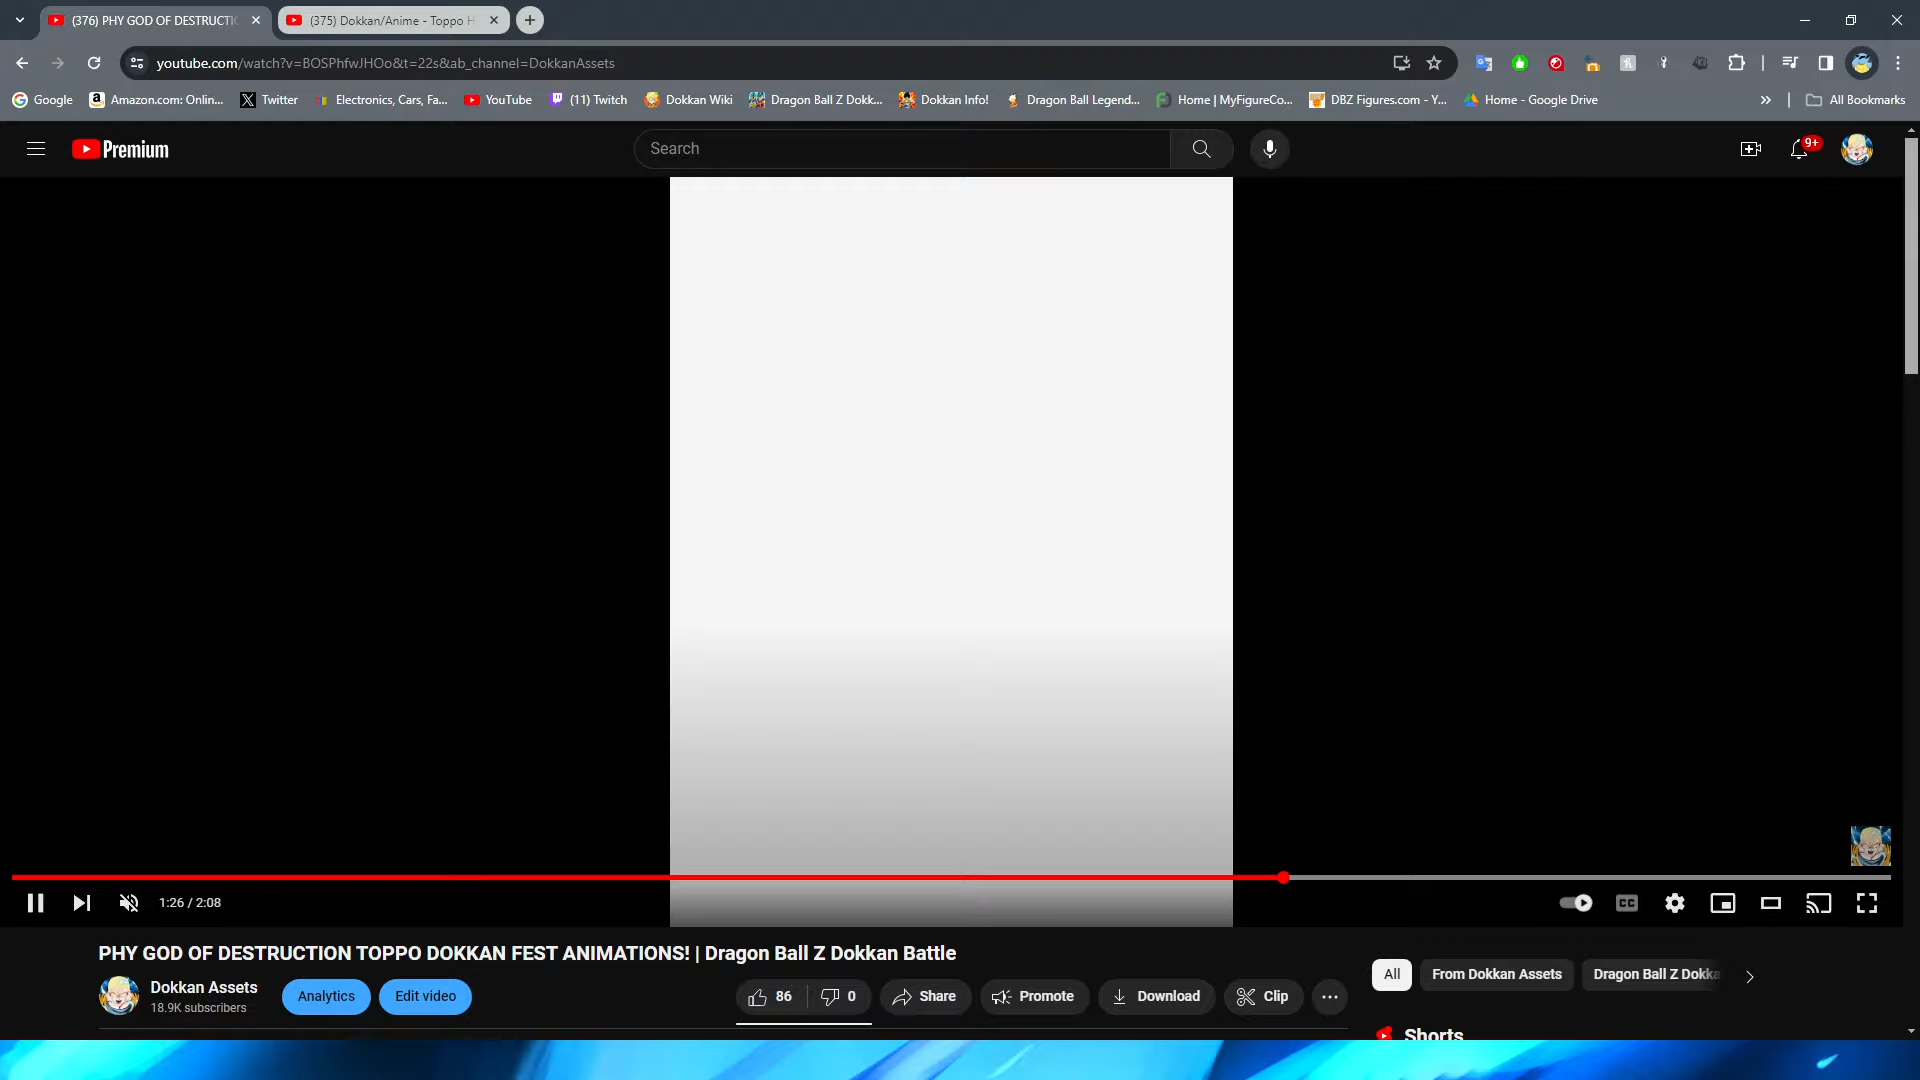 (376) PHY GOD OF DESTRUCTI
(375) Dokkan/Anime - Toppo H
youtube.com/watch?v=BOSPhfwJHOo&t=22s&ab_channel=DokkanAssets
Google
Amazon.com: Onlin...
Twitter
Electronics, Cars, Fa...
YouTube
(11) Twitch
Dokkan Wiki
Dragon Ball Z Dokk...
Dokkan Info!
Dragon Ball Legend...
Home | MyFigureCo...
DBZ Figures.com - Y...
Home - Google Drive
All Bookmarks
Premium
Search
9+
1:26 / 2:08
CC
PHY GOD OF DESTRUCTION TOPPO DOKKAN FEST ANIMATIONS! | Dragon Ball Z Dokkan Battle
Dokkan Assets
18.9K subscribers
Analytics
Edit video
86
0
Share
Promote
Download
Clip
All
From Dokkan Assets
Dragon Ball Z Dokka
Shorts